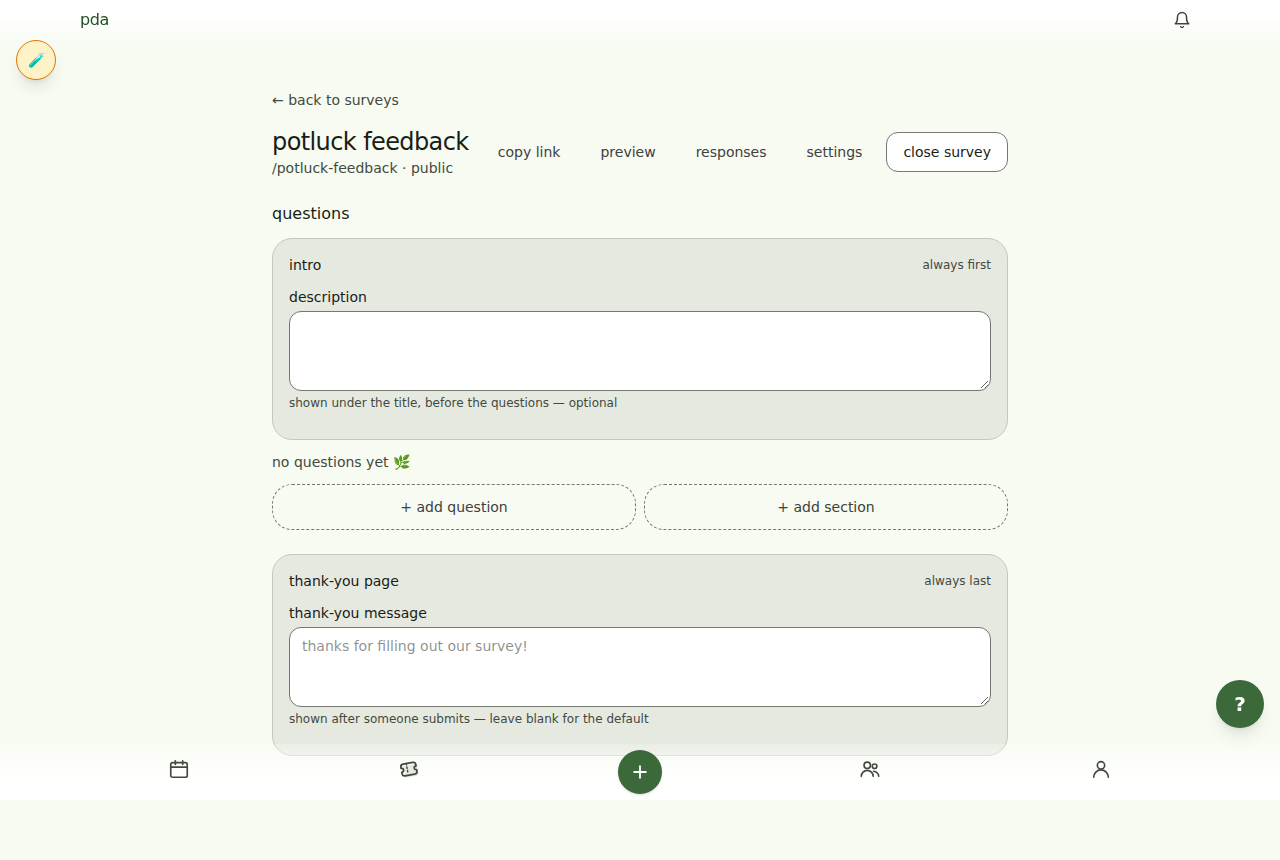 pda
← back to surveys
potluck feedback
/potluck-feedback · public
copy link
preview
responses
settings
close survey
questions
intro
always first
description
shown under the title, before the questions — optional
no questions yet 🌿
+ add question
+ add section
thank-you page
always last
thank-you message
thanks for filling out our survey!
shown after someone submits — leave blank for the default
?
+